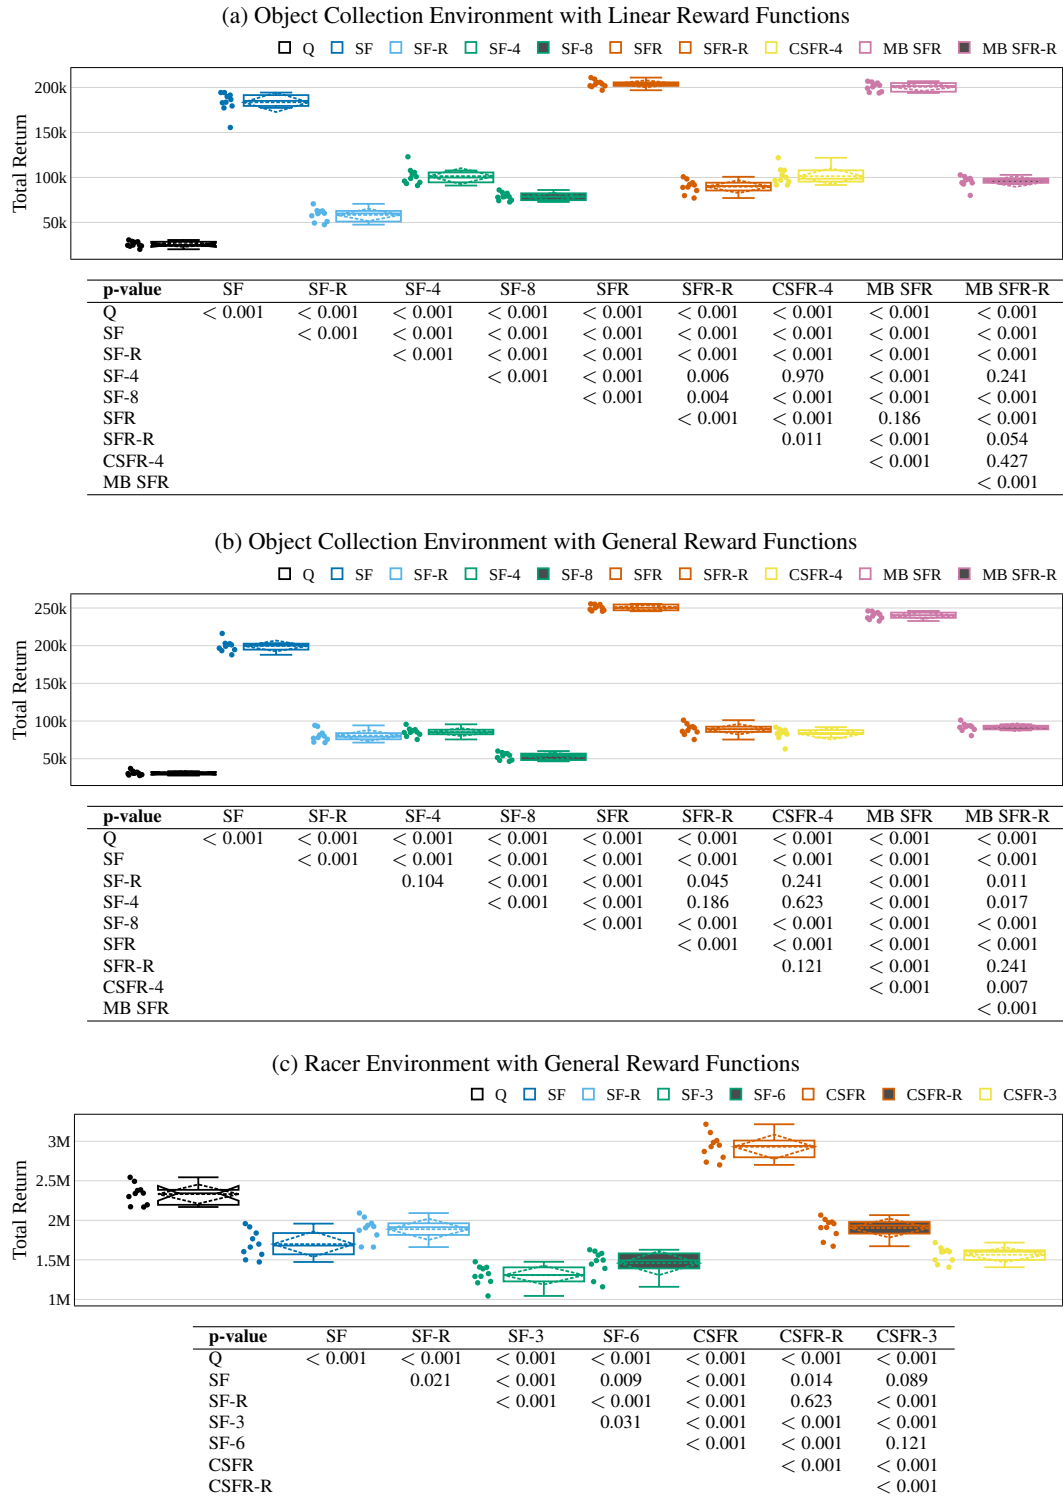 (a) Object Collection Environment with Linear Reward Functions
Q SF SF-R SF-4 SF-8 SFR SFR-R CSFR-4 MB SFR MB SFR-R
200k
150k
100k
50k
Total Return
p-value SF SF-R SF-4 SF-8 SFR SFR-R CSFR-4 MB SFR MB SFR-R
Q < 0.001 < 0.001 < 0.001 < 0.001 < 0.001 < 0.001 < 0.001 < 0.001 < 0.001
SF < 0.001 < 0.001 < 0.001 < 0.001 < 0.001 < 0.001 < 0.001 < 0.001
SF-R < 0.001 < 0.001 < 0.001 < 0.001 < 0.001 < 0.001 < 0.001
SF-4 < 0.001 < 0.001 0.006 0.970 < 0.001 0.241
SF-8 < 0.001 0.004 < 0.001 < 0.001 < 0.001
SFR < 0.001 < 0.001 0.186 < 0.001
SFR-R 0.011 < 0.001 0.054
CSFR-4 < 0.001 0.427
MB SFR < 0.001
(b) Object Collection Environment with General Reward Functions
Q SF SF-R SF-4 SF-8 SFR SFR-R CSFR-4 MB SFR MB SFR-R
250k
200k
150k
100k
50k
Total Return
p-value SF SF-R SF-4 SF-8 SFR SFR-R CSFR-4 MB SFR MB SFR-R
Q < 0.001 < 0.001 < 0.001 < 0.001 < 0.001 < 0.001 < 0.001 < 0.001 < 0.001
SF < 0.001 < 0.001 < 0.001 < 0.001 < 0.001 < 0.001 < 0.001 < 0.001
SF-R 0.104 < 0.001 < 0.001 0.045 0.241 < 0.001 0.011
SF-4 < 0.001 < 0.001 0.186 0.623 < 0.001 0.017
SF-8 < 0.001 < 0.001 < 0.001 < 0.001 < 0.001
SFR < 0.001 < 0.001 < 0.001 < 0.001
SFR-R 0.121 < 0.001 0.241
CSFR-4 < 0.001 0.007
MB SFR < 0.001
(c) Racer Environment with General Reward Functions
Q SF SF-R SF-3 SF-6 CSFR CSFR-R CSFR-3
3M
2.5M
2M
1.5M
1M
Total Return
p-value SF SF-R SF-3 SF-6 CSFR CSFR-R CSFR-3
Q < 0.001 < 0.001 < 0.001 < 0.001 < 0.001 < 0.001 < 0.001
SF 0.021 < 0.001 0.009 < 0.001 0.014 0.089
SF-R < 0.001 < 0.001 < 0.001 0.623 < 0.001
SF-3 0.031 < 0.001 < 0.001 < 0.001
SF-6 < 0.001 < 0.001 0.121
CSFR < 0.001 < 0.001
CSFR-R < 0.001